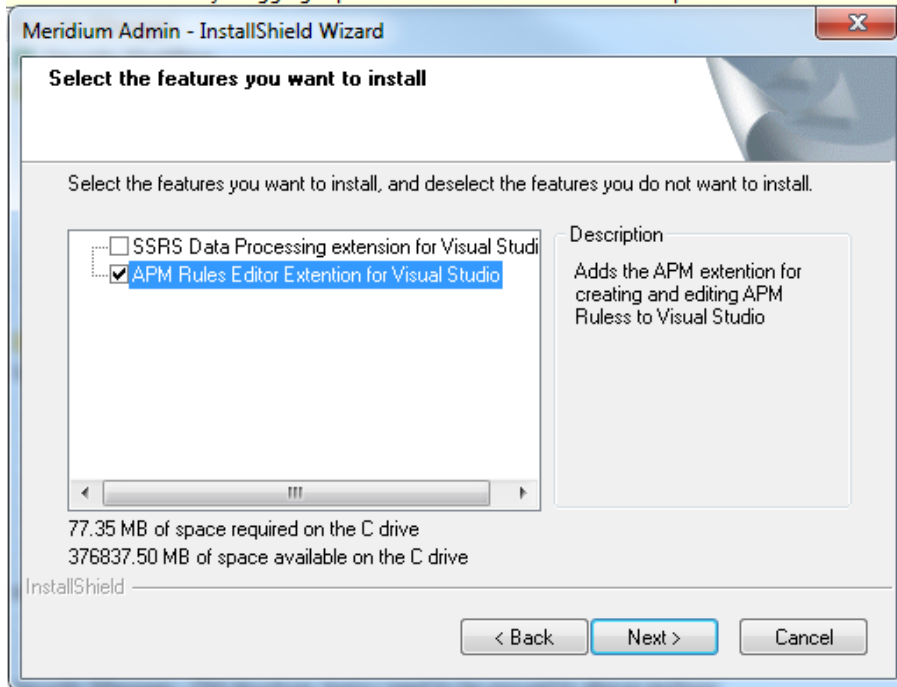 Meridium Admin - InstallShield Wizard
Select the features you want to install
Select the features you want to install, and deselect the features you do not want to install.
SSRS Data Processing extension for Visual Studi
APM Rules Editor Extention for Visual Studio
Description
Adds the APM extention for
creating and editing APM
Ruless to Visual Studio
77.35 MB of space required on the C drive
376837.50 MB of space available on the C drive
InstallShield
< Back
Next >
Cancel